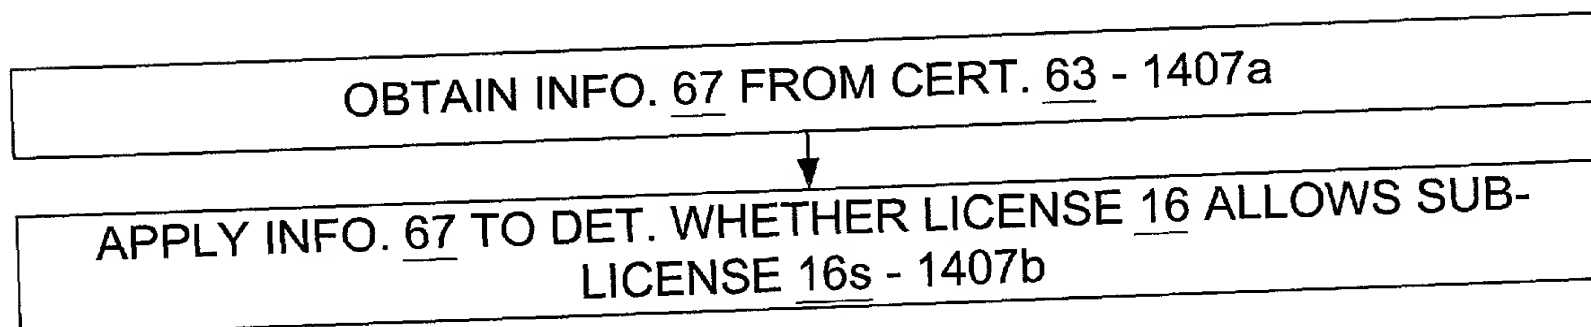 OBTAIN INFO. 67 FROM CERT. 63 - 1407a
APPLY INFO. 67 TO DET. WHETHER LICENSE 16 ALLOWS SUB-
LICENSE 16s - 1407b